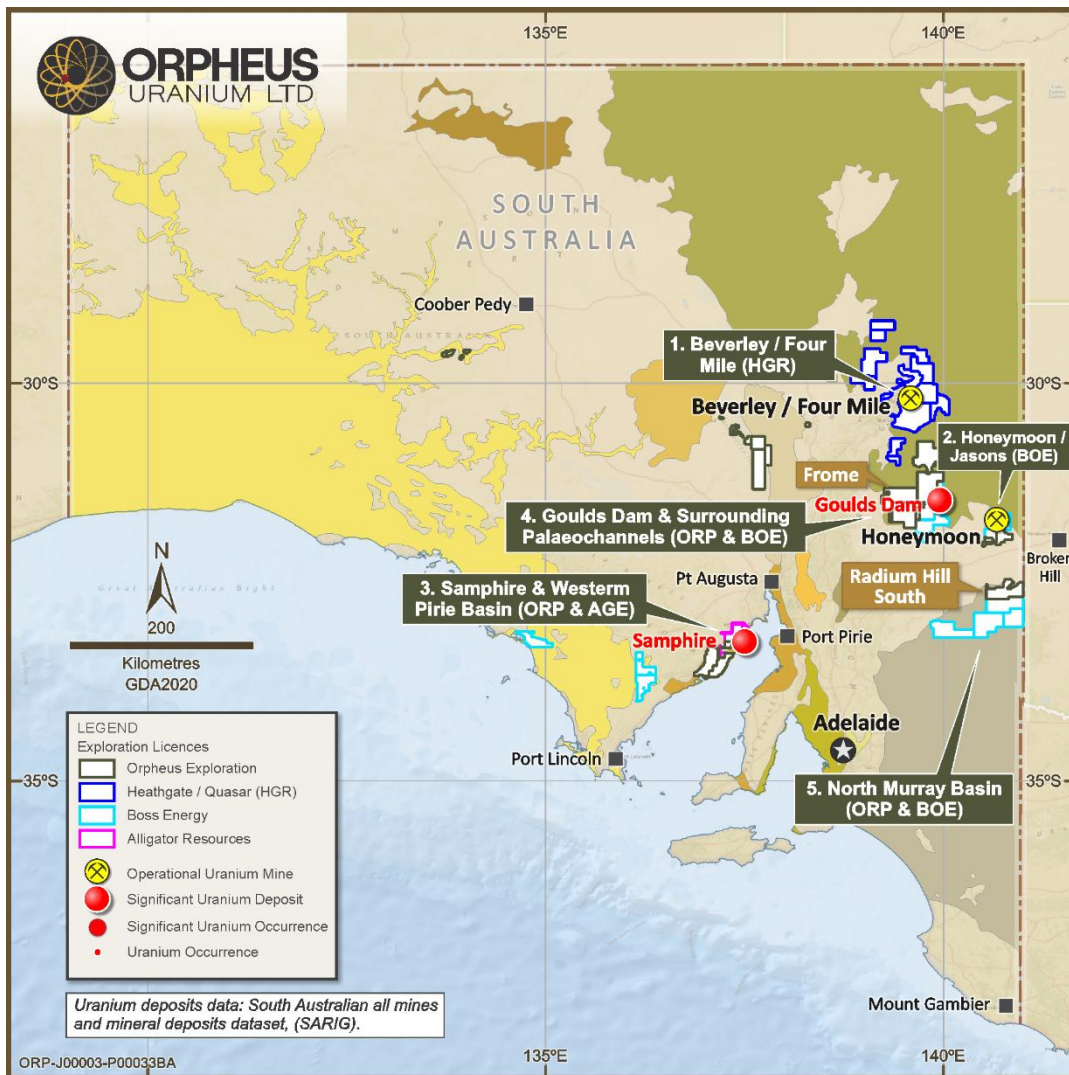 ORPHEUS
URANIUM LTD
135°E
140°E
SOUTH
AUSTRALIA
Coober Pedy
SOUTH AUSTRALIA
30°S
30°S
1. Beverley / Four
Mile (HGR)
Beverley / Four Mile
2. Honeymoon /
Jasons (BOE)
Frome
Goulds Dam
4. Goulds Dam & Surrounding
Palaeochannels (ORP & BOE)
Honeymoon
Broken
Hill
Great Australian Bight
N
200
Kilometres
GDA2020
Pt Augusta
3. Samphire & Westerm
Pirie Basin (ORP & AGE)
Samphire
Port Pirie
Radium Hill
South
LEGEND
Exploration Licences
Orpheus Exploration
Heathgate / Quasar (HGR)
Boss Energy
Alligator Resources
Operational Uranium Mine
Significant Uranium Deposit
Significant Uranium Occurrence
Uranium Occurrence
Adelaide
Port Lincoln
35°S
35°S
5. North Murray Basin
(ORP & BOE)
Uranium deposits data: South Australian all mines
and mineral deposits dataset, (SARIG).
Mount Gambier
ORP-J00003-P00033BA
135°E
140°E